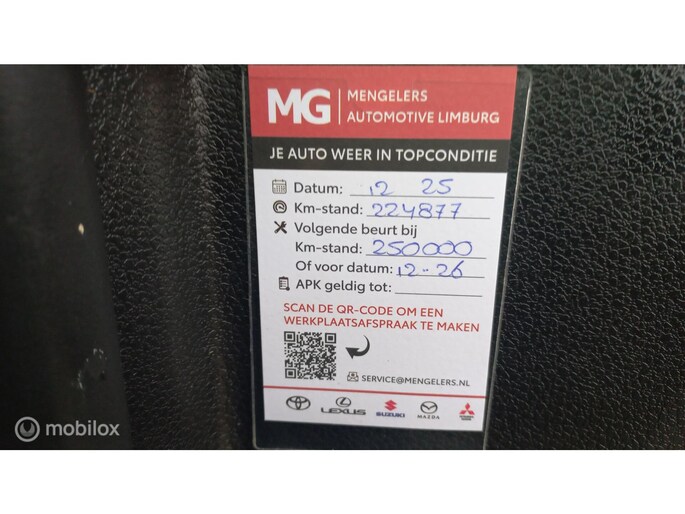 MG MENGELERS
AUTOMOTIVE LIMBURG
JE AUTO WEER IN TOPCONDITIE
Datum: 12 25
Km-stand: 224877
Volgende beurt bij
Km-stand: 250000
Of voor datum: 12-26
APK geldig tot:
SCAN DE QR-CODE OM EEN
WERKPLAATSAFSPRAAK TE MAKEN
SERVICE@MENGELERS.NL
LEXUS SUZUKI MAZDA
mobilox